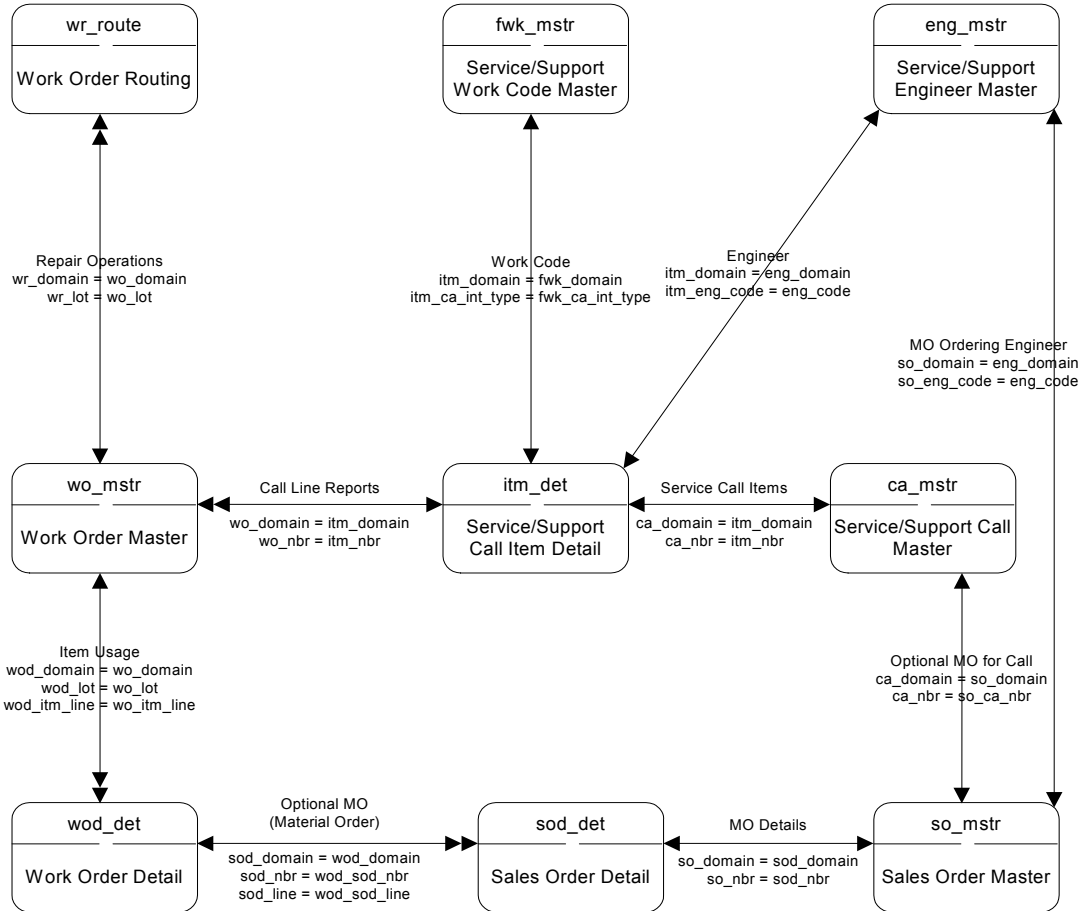 wr_route
Work Order Routing
fwk_mstr
Service/Support
Work Code Master
eng_mstr
Service/Support
Engineer Master
Repair Operations
wr_domain = wo_domain
wr_lot = wo_lot
Work Code
itm_domain = fwk_domain
itm_ca_int_type = fwk_ca_int_type
Engineer
itm_domain = eng_domain
itm_eng_code = eng_code
MO Ordering Engineer
so_domain = eng_domain
so_eng_code = eng_code
wo_mstr
Work Order Master
Call Line Reports
wo_domain = itm_domain
wo_nbr = itm_nbr
itm_det
Service/Support
Call Item Detail
Service Call Items
ca_domain = itm_domain
ca_nbr = itm_nbr
ca_mstr
Service/Support Call
Master
Item Usage
wod_domain = wo_domain
wod_lot = wo_lot
wod_itm_line = wo_itm_line
Optional MO for Call
ca_domain = so_domain
ca_nbr = so_ca_nbr
wod_det
Work Order Detail
Optional MO
(Material Order)
sod_domain = wod_domain
sod_nbr = wod_sod_nbr
sod_line = wod_sod_line
sod_det
Sales Order Detail
MO Details
so_domain = sod_domain
so_nbr = sod_nbr
so_mstr
Sales Order Master